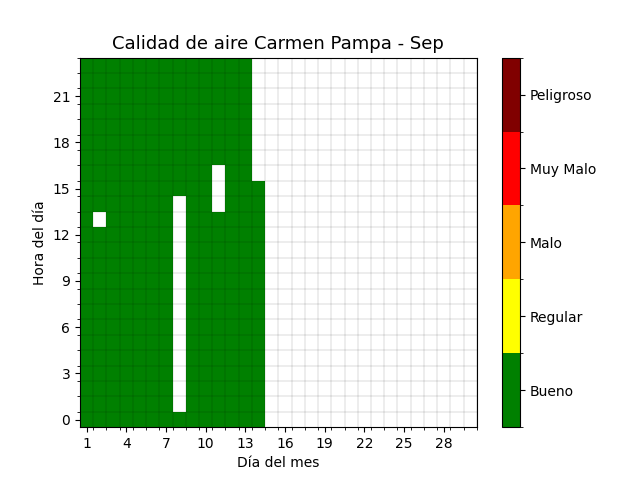 Calidad de aire Carmen Pampa - Sep
Hora del día
21
18
15
12
9
6
3
0
1 4 7 10 13 16 19 22 25 28
Día del mes
Peligroso
Muy Malo
Malo
Regular
Bueno